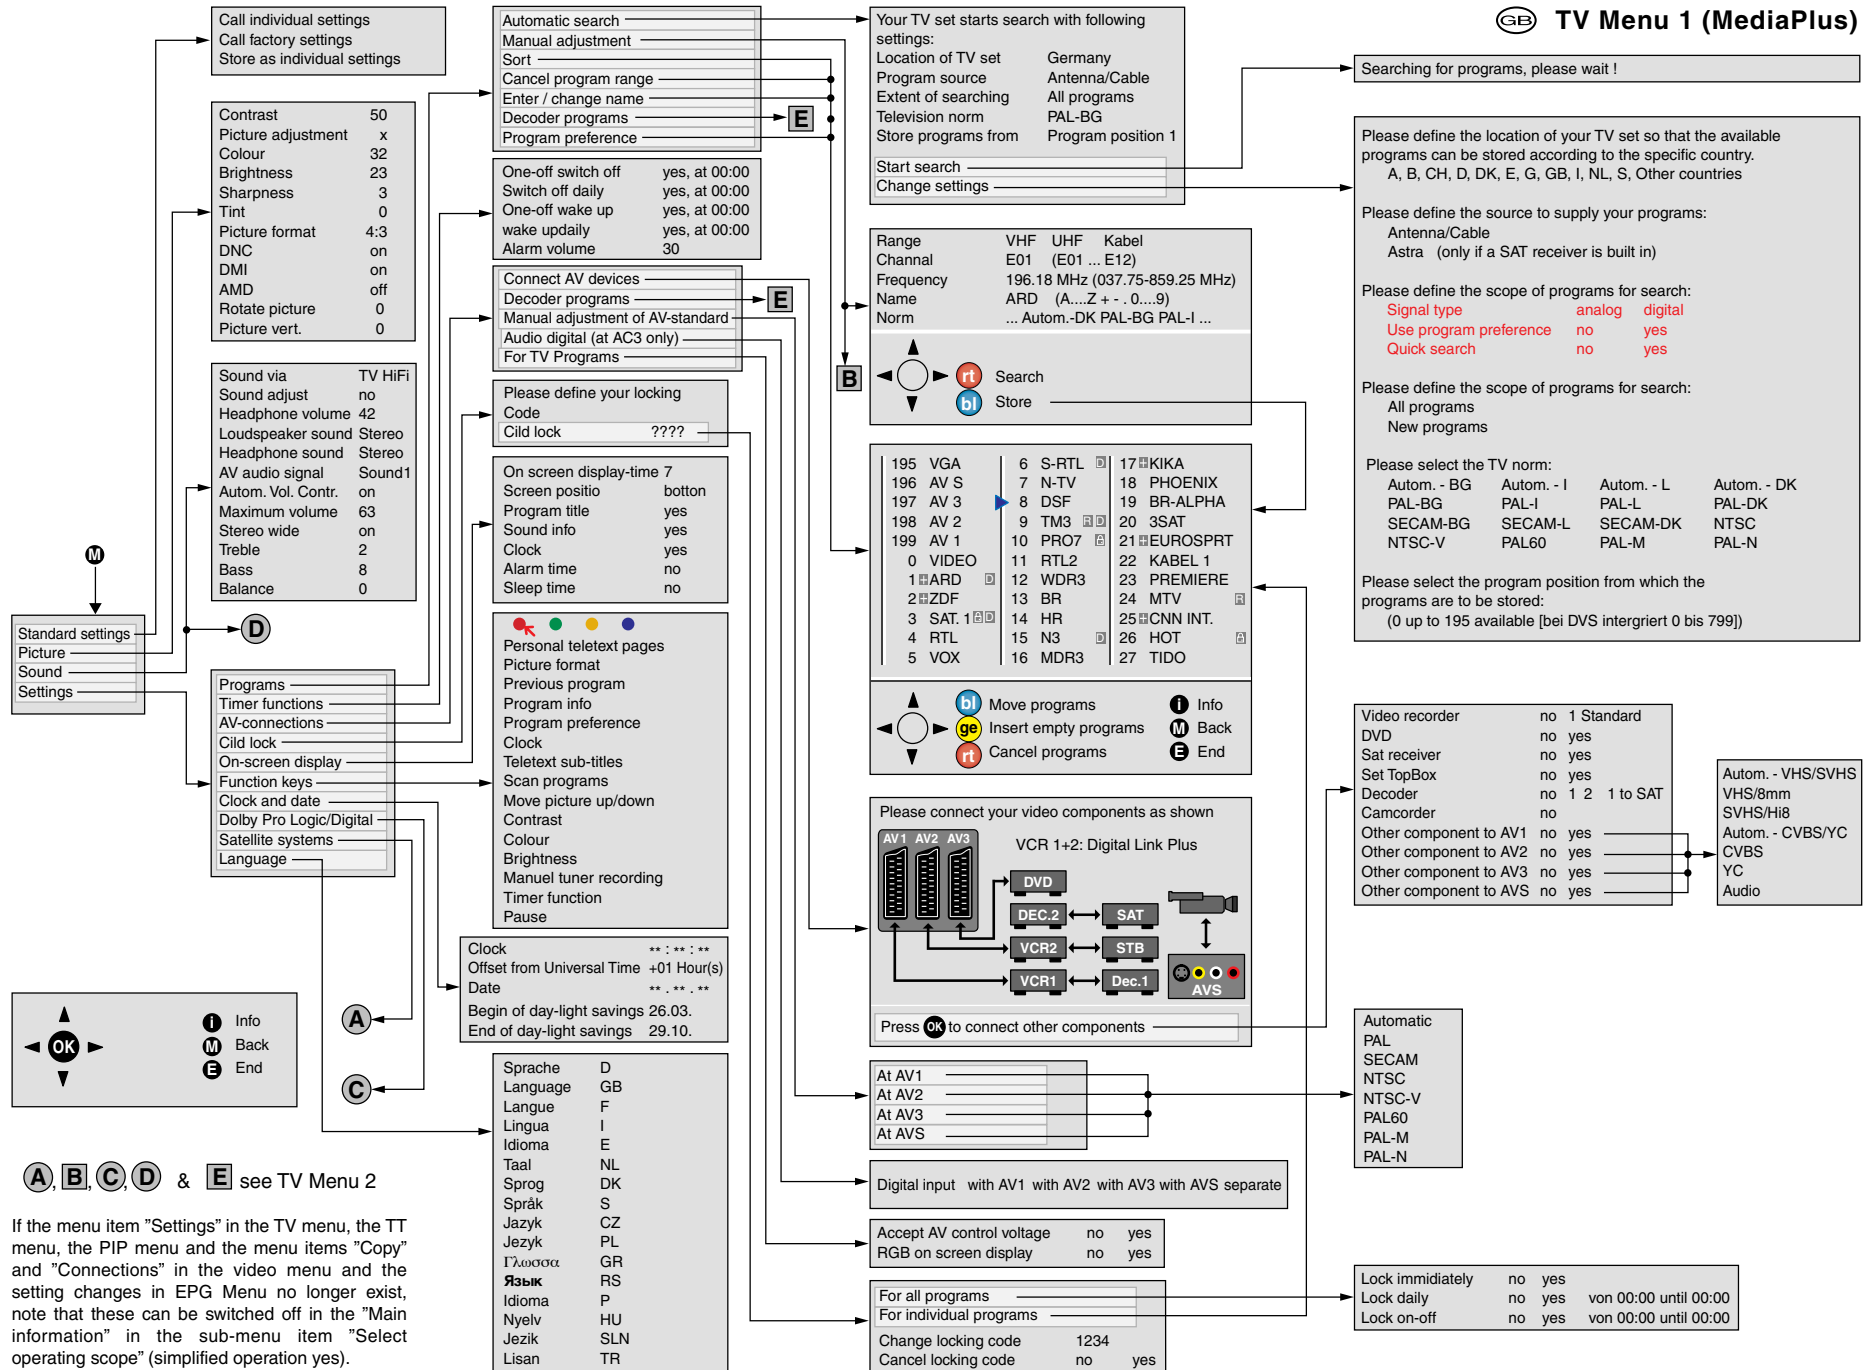 GB TV Menu 1 (MediaPlus)
Call individual settings
Call factory settings
Store as individual settings
Contrast 50
Picture adjustment x
Colour 32
Brightness 23
Sharpness 3
Tint 0
Picture format 4:3
DNC on
DMI on
AMD off
Rotate picture 0
Picture vert. 0
Sound via TV HiFi
Sound adjust no
Headphone volume 42
Loudspeaker sound Stereo
Headphone sound Stereo
AV audio signal Sound1
Autom. Vol. Contr. on
Maximum volume 63
Stereo wide on
Treble 2
Bass 8
Balance 0
M
Standard settings
Picture
Sound
Settings
D
Programs
Timer functions
AV-connections
Cild lock
On-screen display
Function keys
Clock and date
Dolby Pro Logic/Digital
Satellite systems
Language
OK
i Info
M Back
E End
A
C
A, B, C, D & E see TV Menu 2
If the menu item "Settings" in the TV menu, the TT
menu, the PIP menu and the menu items "Copy"
and "Connections" in the video menu and the
setting changes in EPG Menu no longer exist,
note that these can be switched off in the "Main
information" in the sub-menu item "Select
operating scope" (simplified operation yes).
Automatic search
Manual adjustment
Sort
Cancel program range
Enter / change name
Decoder programs E
Program preference
One-off switch off yes, at 00:00
Switch off daily yes, at 00:00
One-off wake up yes, at 00:00
wake updaily yes, at 00:00
Alarm volume 30
Connect AV devices
Decoder programs E
Manual adjustment of AV-standard
Audio digital (at AC3 only)
For TV Programs
Please define your locking
Code
Cild lock ????
On screen display-time 7
Screen positio botton
Program title yes
Sound info yes
Clock yes
Alarm time no
Sleep time no
Personal teletext pages
Picture format
Previous program
Program info
Program preference
Clock
Teletext sub-titles
Scan programs
Move picture up/down
Contrast
Colour
Brightness
Manuel tuner recording
Timer function
Pause
Clock ** : ** : **
Offset from Universal Time +01 Hour(s)
Date ** . ** . **
Begin of day-light savings 26.03.
End of day-light savings 29.10.
Sprache D
Language GB
Langue F
Lingua I
Idioma E
Taal NL
Sprog DK
Språk S
Jazyk CZ
Jezyk PL
Γλωσσα GR
Язык RS
Idioma P
Nyelv HU
Jezik SLN
Lisan TR
Your TV set starts search with following
settings:
Location of TV set Germany
Program source Antenna/Cable
Extent of searching All programs
Television norm PAL-BG
Store programs from Program position 1
Start search
Change settings
Range VHF UHF Kabel
Channal E01 (E01 ... E12)
Frequency 196.18 MHz (037.75-859.25 MHz)
Name ARD (A....Z + - . 0....9)
Norm ... Autom.-DK PAL-BG PAL-I ...
B
rt Search
bl Store
195 VGA 6 S-RTL D 17 KIKA
196 AV S 7 N-TV 18 PHOENIX
197 AV 3 8 DSF 19 BR-ALPHA
198 AV 2 9 TM3 R D 20 3SAT
199 AV 1 10 PRO7 21 EUROSPRT
0 VIDEO 11 RTL2 22 KABEL 1
1 ARD D 12 WDR3 23 PREMIERE
2 ZDF 13 BR 24 MTV R
3 SAT. 1 D 14 HR 25 CNN INT.
4 RTL 15 N3 D 26 HOT
5 VOX 16 MDR3 27 TIDO
bl Move programs i Info
ge Insert empty programs M Back
rt Cancel programs E End
Please connect your video components as shown
AV1 AV2 AV3
VCR 1+2: Digital Link Plus
DVD
DEC.2 SAT
VCR2 STB
VCR1 Dec.1
AVS
Press OK to connect other components
At AV1
At AV2
At AV3
At AVS
Digital input with AV1 with AV2 with AV3 with AVS separate
Accept AV control voltage no yes
RGB on screen display no yes
For all programs
For individual programs
Change locking code 1234
Cancel locking code no yes
Searching for programs, please wait !
Please define the location of your TV set so that the available
programs can be stored according to the specific country.
A, B, CH, D, DK, E, G, GB, I, NL, S, Other countries
Please define the source to supply your programs:
Antenna/Cable
Astra (only if a SAT receiver is built in)
Please define the scope of programs for search:
Signal type analog digital
Use program preference no yes
Quick search no yes
Please define the scope of programs for search:
All programs
New programs
Please select the TV norm:
Autom. - BG Autom. - I Autom. - L Autom. - DK
PAL-BG PAL-I PAL-L PAL-DK
SECAM-BG SECAM-L SECAM-DK NTSC
NTSC-V PAL60 PAL-M PAL-N
Please select the program position from which the
programs are to be stored:
(0 up to 195 available [bei DVS intergriert 0 bis 799])
Video recorder no 1 Standard
DVD no yes
Sat receiver no yes
Set TopBox no yes
Decoder no 1 2 1 to SAT
Camcorder no
Other component to AV1 no yes
Other component to AV2 no yes
Other component to AV3 no yes
Other component to AVS no yes
Autom. - VHS/SVHS
VHS/8mm
SVHS/Hi8
Autom. - CVBS/YC
CVBS
YC
Audio
Automatic
PAL
SECAM
NTSC
NTSC-V
PAL60
PAL-M
PAL-N
Lock immidiately no yes
Lock daily no yes von 00:00 until 00:00
Lock on-off no yes von 00:00 until 00:00